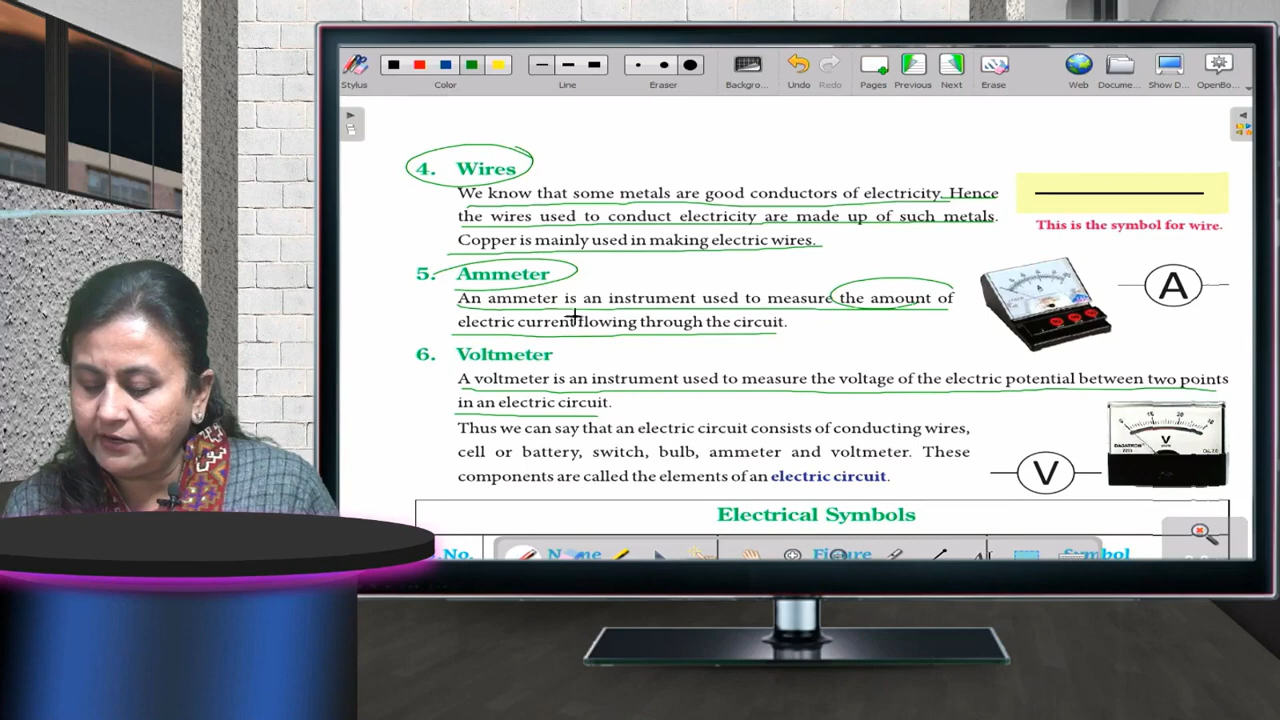 Stylus
Color
Line
Eraser
Backgro...
Undo
Redo
Pages
Previous
Next
Erase
Web
Docume...
Show D...
OpenBo...
4. Wires
We know that some metals are good conductors of electricity. Hence
the wires used to conduct electricity are made up of such metals.
Copper is mainly used in making electric wires.
This is the symbol for wire.
5. Ammeter
An ammeter is an instrument used to measure the amount of
electric current flowing through the circuit.
A
6. Voltmeter
A voltmeter is an instrument used to measure the voltage of the electric potential between two points
in an electric circuit.
Thus we can say that an electric circuit consists of conducting wires,
cell or battery, switch, bulb, ammeter and voltmeter. These
components are called the elements of an electric circuit.
V
V
Electrical Symbols
No. Name Figure Symbol